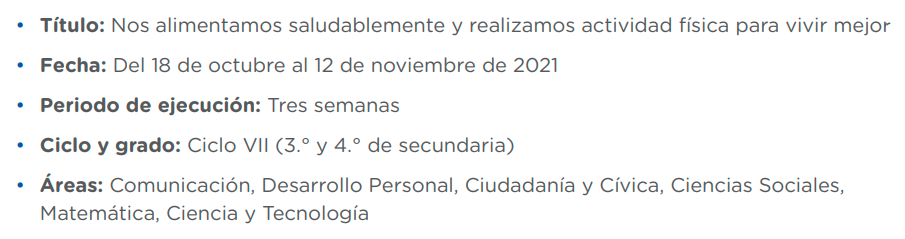 • Título: Nos alimentamos saludablemente y realizamos actividad física para vivir mejor
• Fecha: Del 18 de octubre al 12 de noviembre de 2021
• Periodo de ejecución: Tres semanas
• Ciclo y grado: Ciclo VII (3.° y 4.° de secundaria)
• Áreas: Comunicación, Desarrollo Personal, Ciudadanía y Cívica, Ciencias Sociales,
Matemática, Ciencia y Tecnología